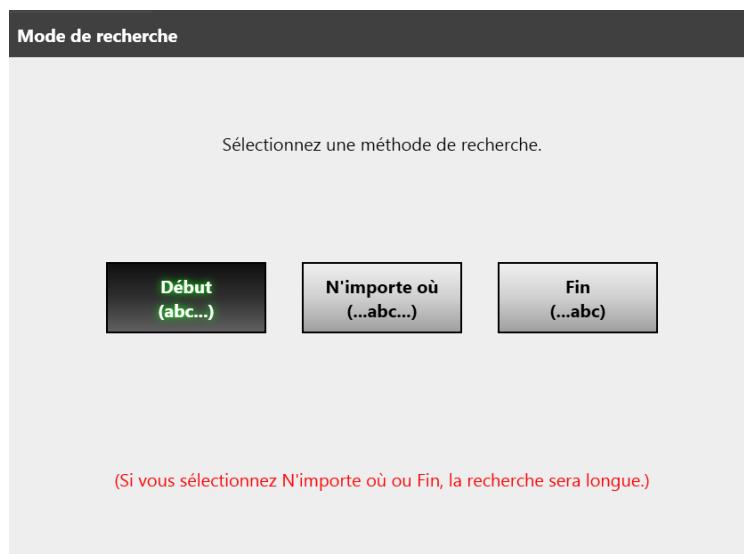 Mode de recherche
Sélectionnez une méthode de recherche.
Début
(abc...)
N'importe où
(...abc...)
Fin
(...abc)
(Si vous sélectionnez N'importe où ou Fin, la recherche sera longue.)